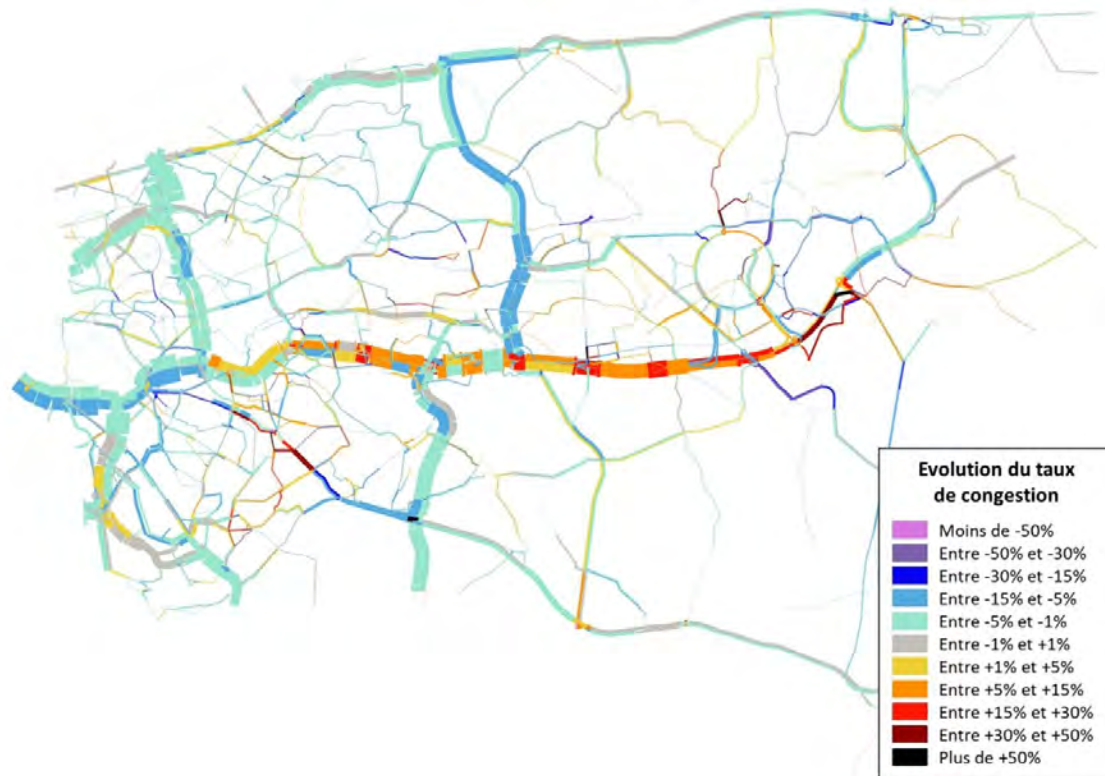 Evolution du taux
de congestion
Moins de -50%
Entre -50% et -30%
Entre -30% et -15%
Entre -15% et -5%
Entre -5% et -1%
Entre -1% et +1%
Entre +1% et +5%
Entre +5% et +15%
Entre +15% et +30%
Entre +30% et +50%
Plus de +50%